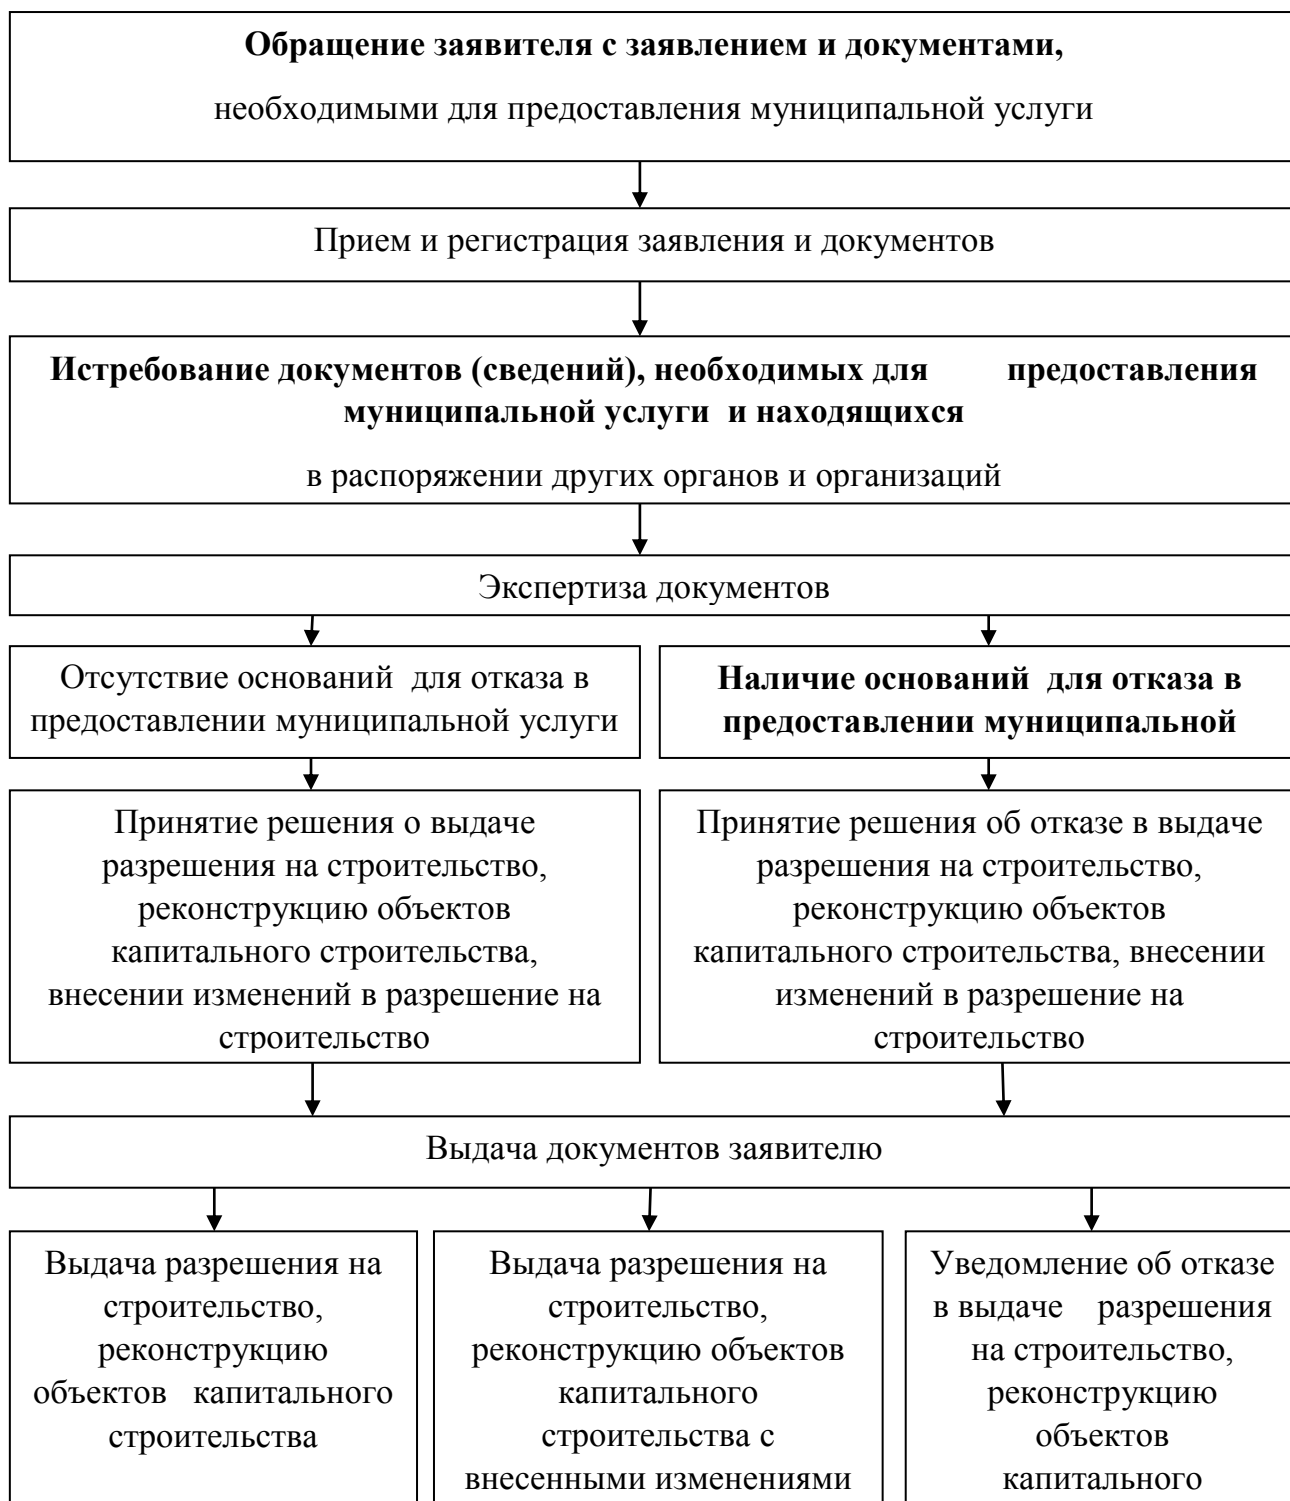 Обращение заявителя с заявлением и документами,
необходимыми для предоставления муниципальной услуги
Прием и регистрация заявления и документов
Истребование документов (сведений), необходимых для предоставления
муниципальной услуги и находящихся
в распоряжении других органов и организаций
Экспертиза документов
Отсутствие оснований для отказа в
предоставлении муниципальной услуги
Наличие оснований для отказа в
предоставлении муниципальной
Принятие решения о выдаче
разрешения на строительство,
реконструкцию объектов
капитального строительства,
внесении изменений в разрешение на
строительство
Принятие решения об отказе в выдаче
разрешения на строительство,
реконструкцию объектов
капитального строительства, внесении
изменений в разрешение на
строительство
Выдача документов заявителю
Выдача разрешения на
строительство,
реконструкцию
объектов капитального
строительства
Выдача разрешения на
строительство,
реконструкцию объектов
капитального
строительства с
внесенными изменениями
Уведомление об отказе
в выдаче разрешения
на строительство,
реконструкцию
объектов
капитального